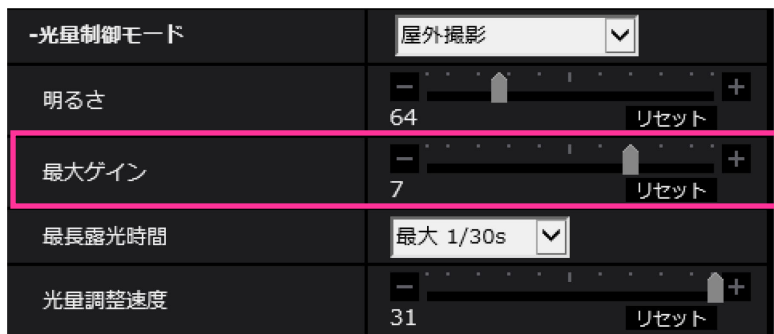 -光量制御モード
屋外撮影
明るさ
64
リセット
最大ゲイン
7
リセット
最長露光時間
最大 1/30s
光量調整速度
31
リセット